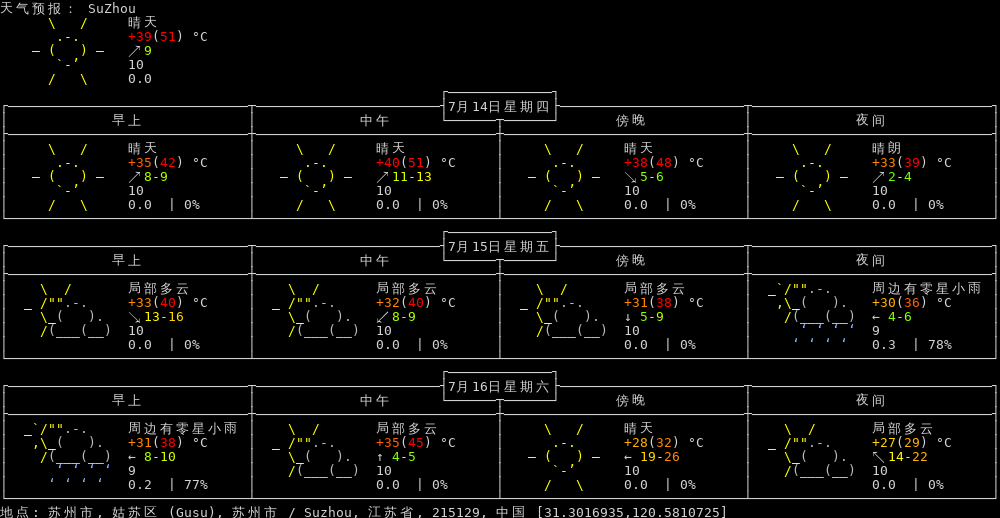 天气预报： SuZhou
晴天
+39(51) °C
↗9
10
0.0
7月14日星期四
早上 中午 傍晚 夜间
晴天 晴天 晴天 晴朗
+35(42) °C +40(51) °C +38(48) °C +33(39) °C
↗8-9 ↗11-13 ↘5-6 ↗2-4
10 10 10 10
0.0 | 0% 0.0 | 0% 0.0 | 0% 0.0 | 0%
7月15日星期五
早上 中午 傍晚 夜间
局部多云 局部多云 局部多云 周边有零星小雨
+33(40) °C +32(40) °C +31(38) °C +30(36) °C
↘13-16 ↙8-9 ↓ 5-9 ← 4-6
10 10 10 9
0.0 | 0% 0.0 | 0% 0.0 | 0% 0.3 | 78%
7月16日星期六
早上 中午 傍晚 夜间
周边有零星小雨 局部多云 晴天 局部多云
+31(38) °C +35(45) °C +28(32) °C +27(29) °C
← 8-10 ↑ 4-5 ← 19-26 ↖14-22
9 10 10 10
0.2 | 77% 0.0 | 0% 0.0 | 0% 0.0 | 0%
地点: 苏州市, 姑苏区 (Gusu), 苏州市 / Suzhou, 江苏省, 215129, 中国 [31.3016935,120.5810725]